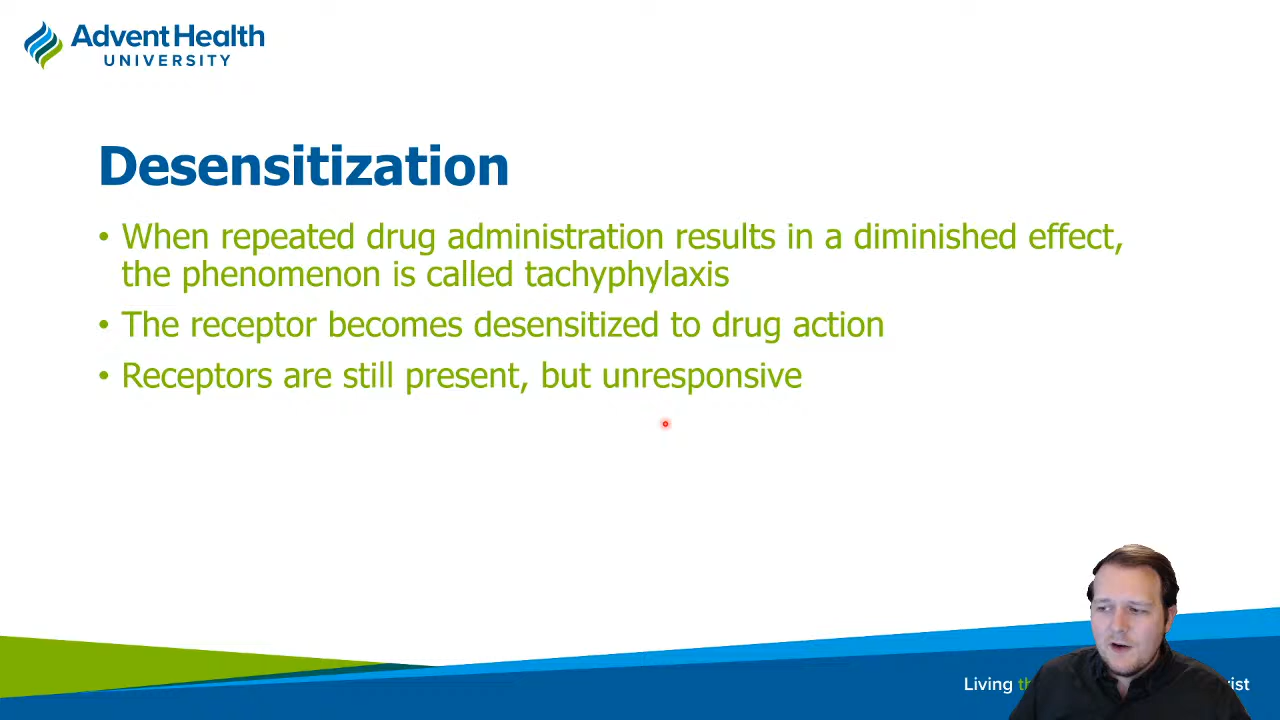 AdventHealth
UNIVERSITY
Desensitization
• When repeated drug administration results in a diminished effect,
the phenomenon is called tachyphylaxis
• The receptor becomes desensitized to drug action
• Receptors are still present, but unresponsive
Living